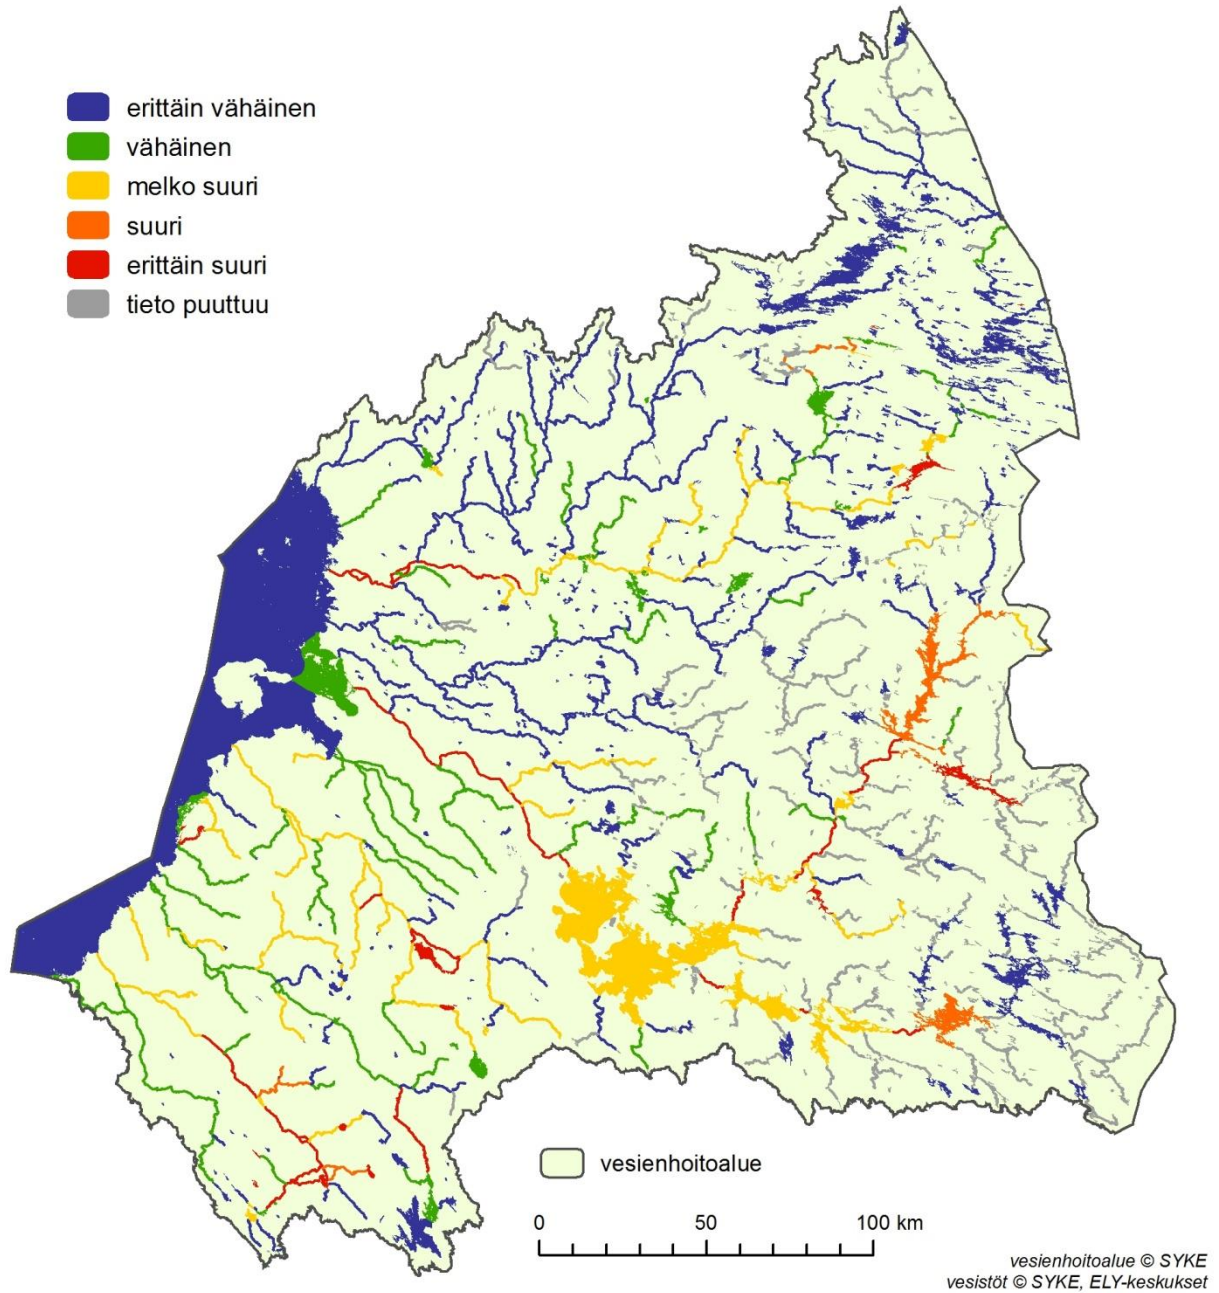 erittäin vähäinen
vähäinen
melko suuri
suuri
erittäin suuri
tieto puuttuu
vesienhoitoalue
0 50 100 km
vesienhoitoalue © SYKE
vesistöt © SYKE, ELY-keskukset